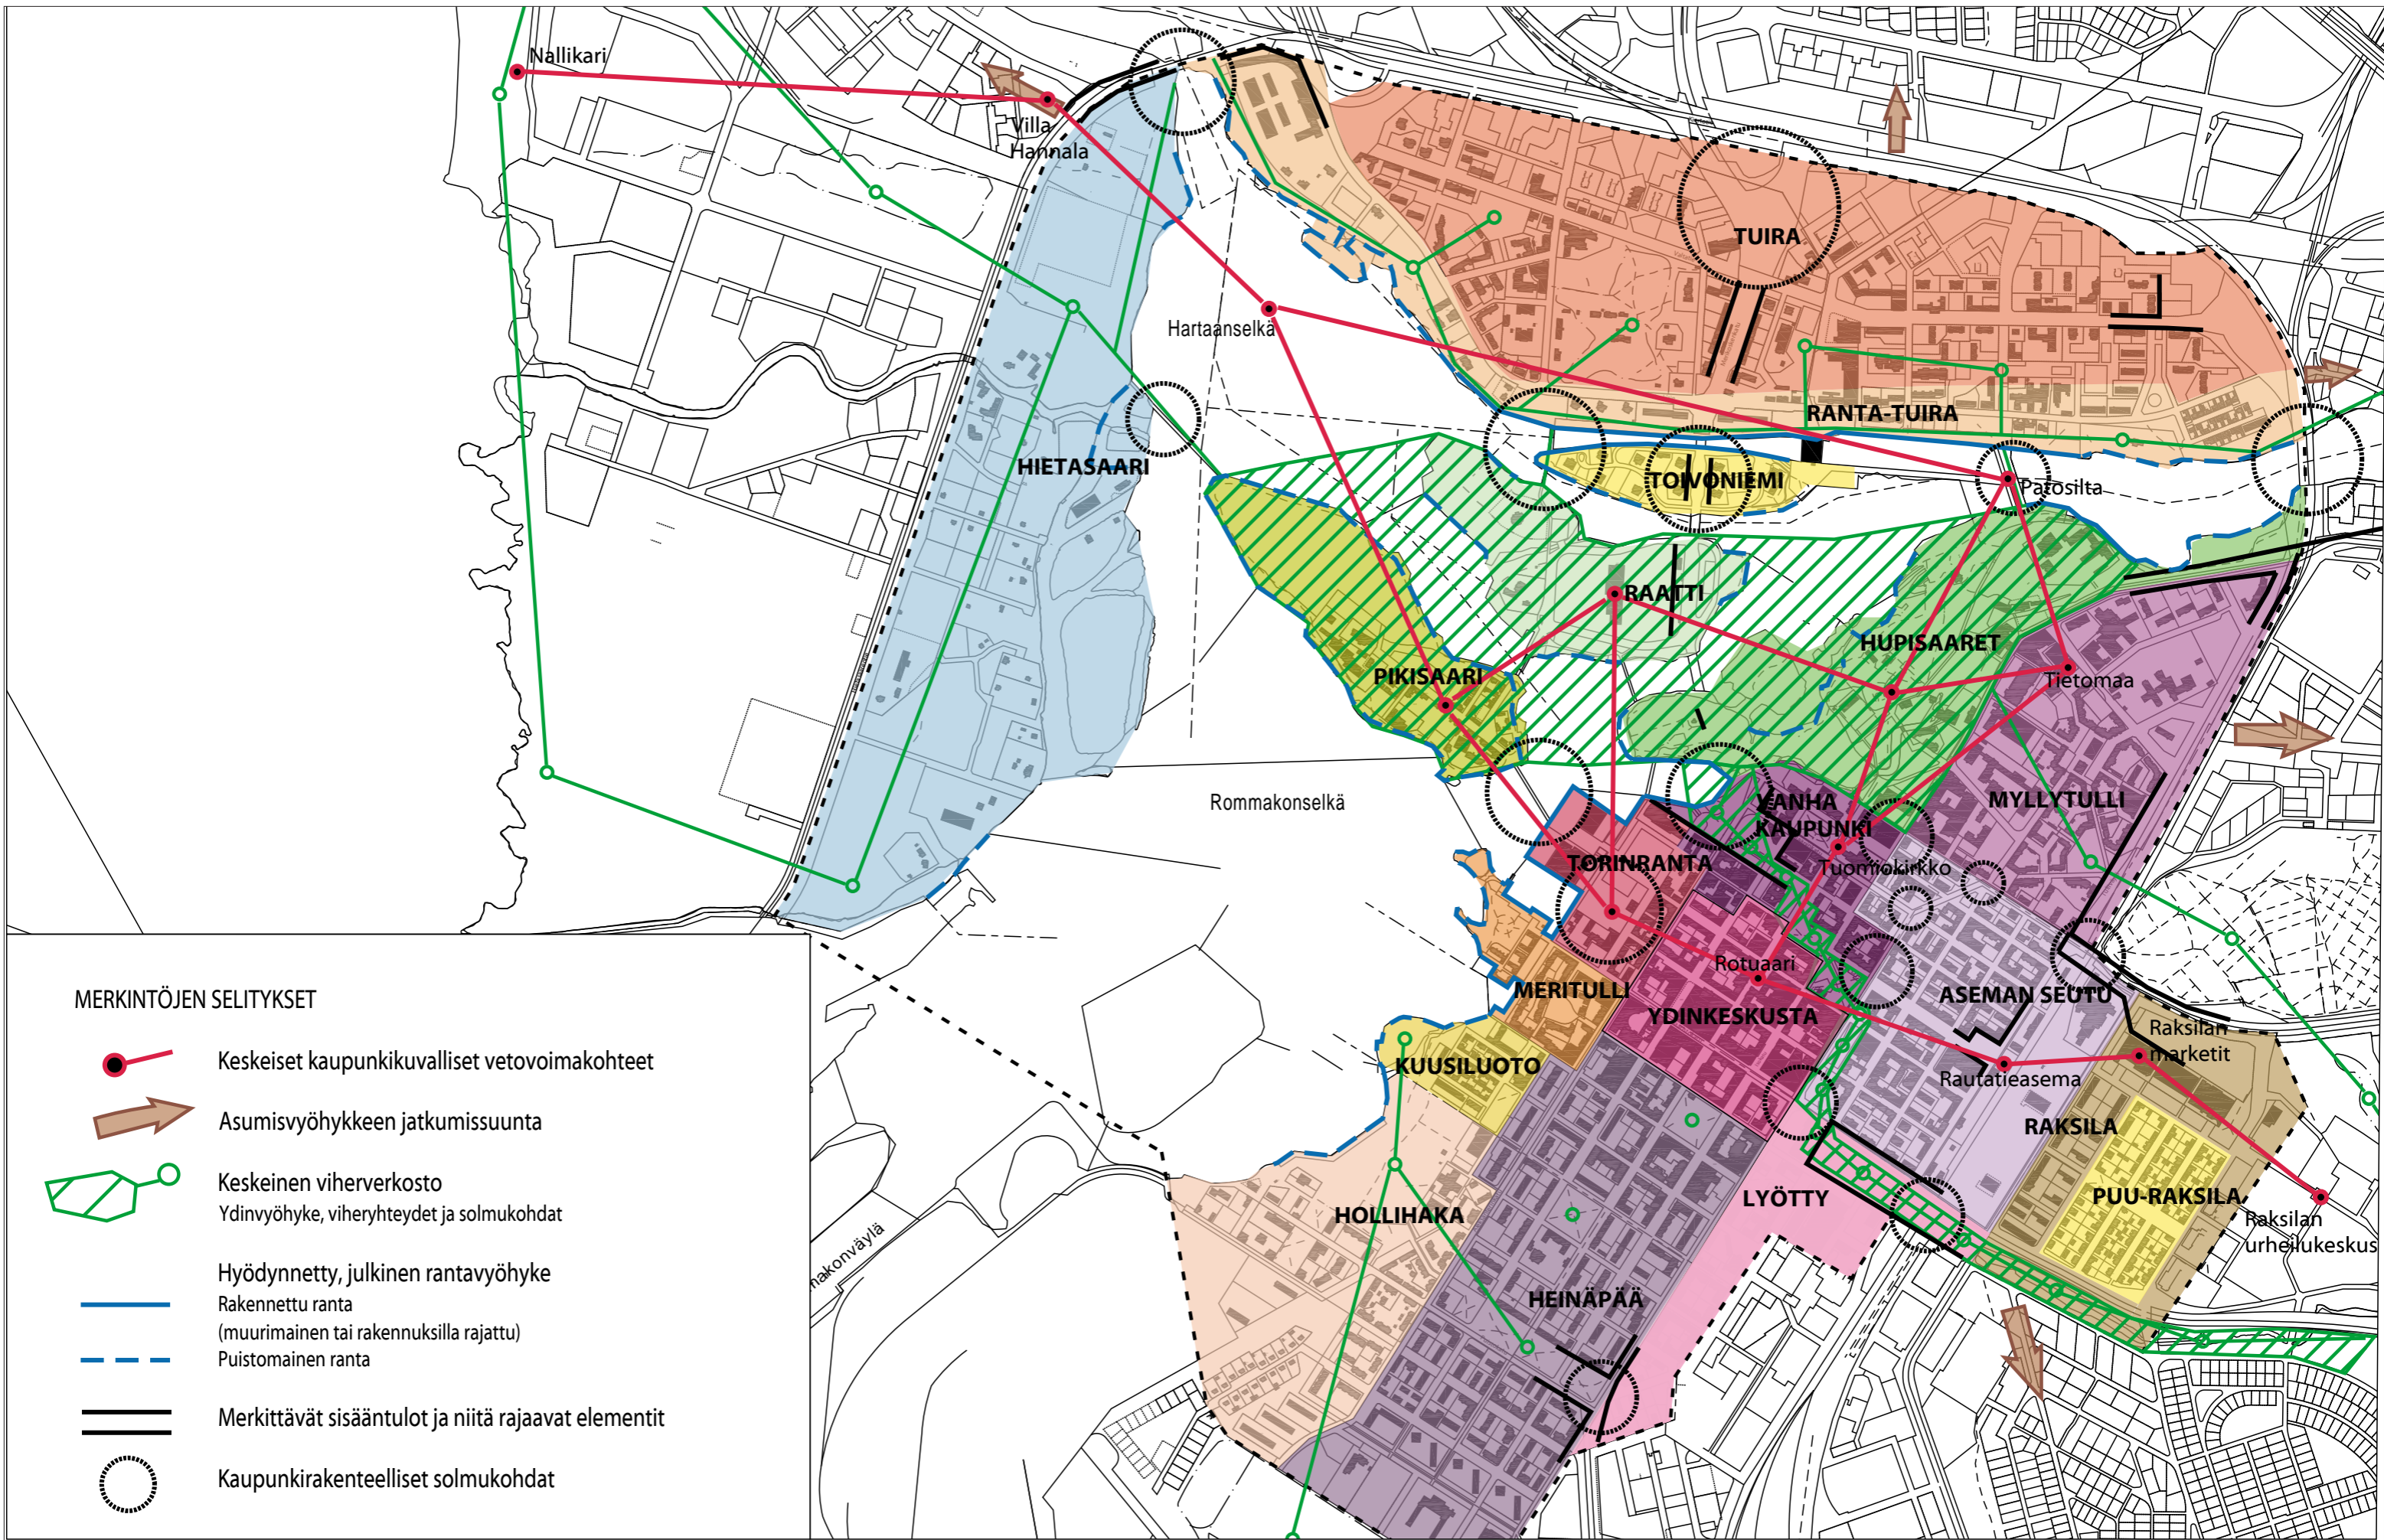 Nallikari
Villa
Hannala
TUIRA
Hartaanselkä
RANTA-TUIRA
HIETASAARI
TOIVONIEMI
Patosilta
RAATTI
HUPISAARET
PIKISAARI
Tietomaa
Rommakonselkä
VANHA
KAUPUNKI
MYLLYTULLI
TORINRANTA
Tuomiokirkko
Rotuaari
MERITULLI
ASEMAN SEUTU
YDINKESKUSTA
Raksilan
marketit
KUUSILUOTO
Rautatieasema
RAKSILA
LYÖTTY
PUU-RAKSILA
HOLLIHAKA
Raksilan
urheilukeskus
HEINÄPÄÄ
makonväylä
MERKINTÖJEN SELITYKSET
Keskeiset kaupunkikuvalliset vetovoimakohteet
Asumisvyöhykkeen jatkumissuunta
Keskeinen viherverkosto
Ydinvyöhyke, viheryhteydet ja solmukohdat
Hyödynnetty, julkinen rantavyöhyke
Rakennettu ranta
(muurimainen tai rakennuksilla rajattu)
Puistomainen ranta
Merkittävät sisääntulot ja niitä rajaavat elementit
Kaupunkirakenteelliset solmukohdat